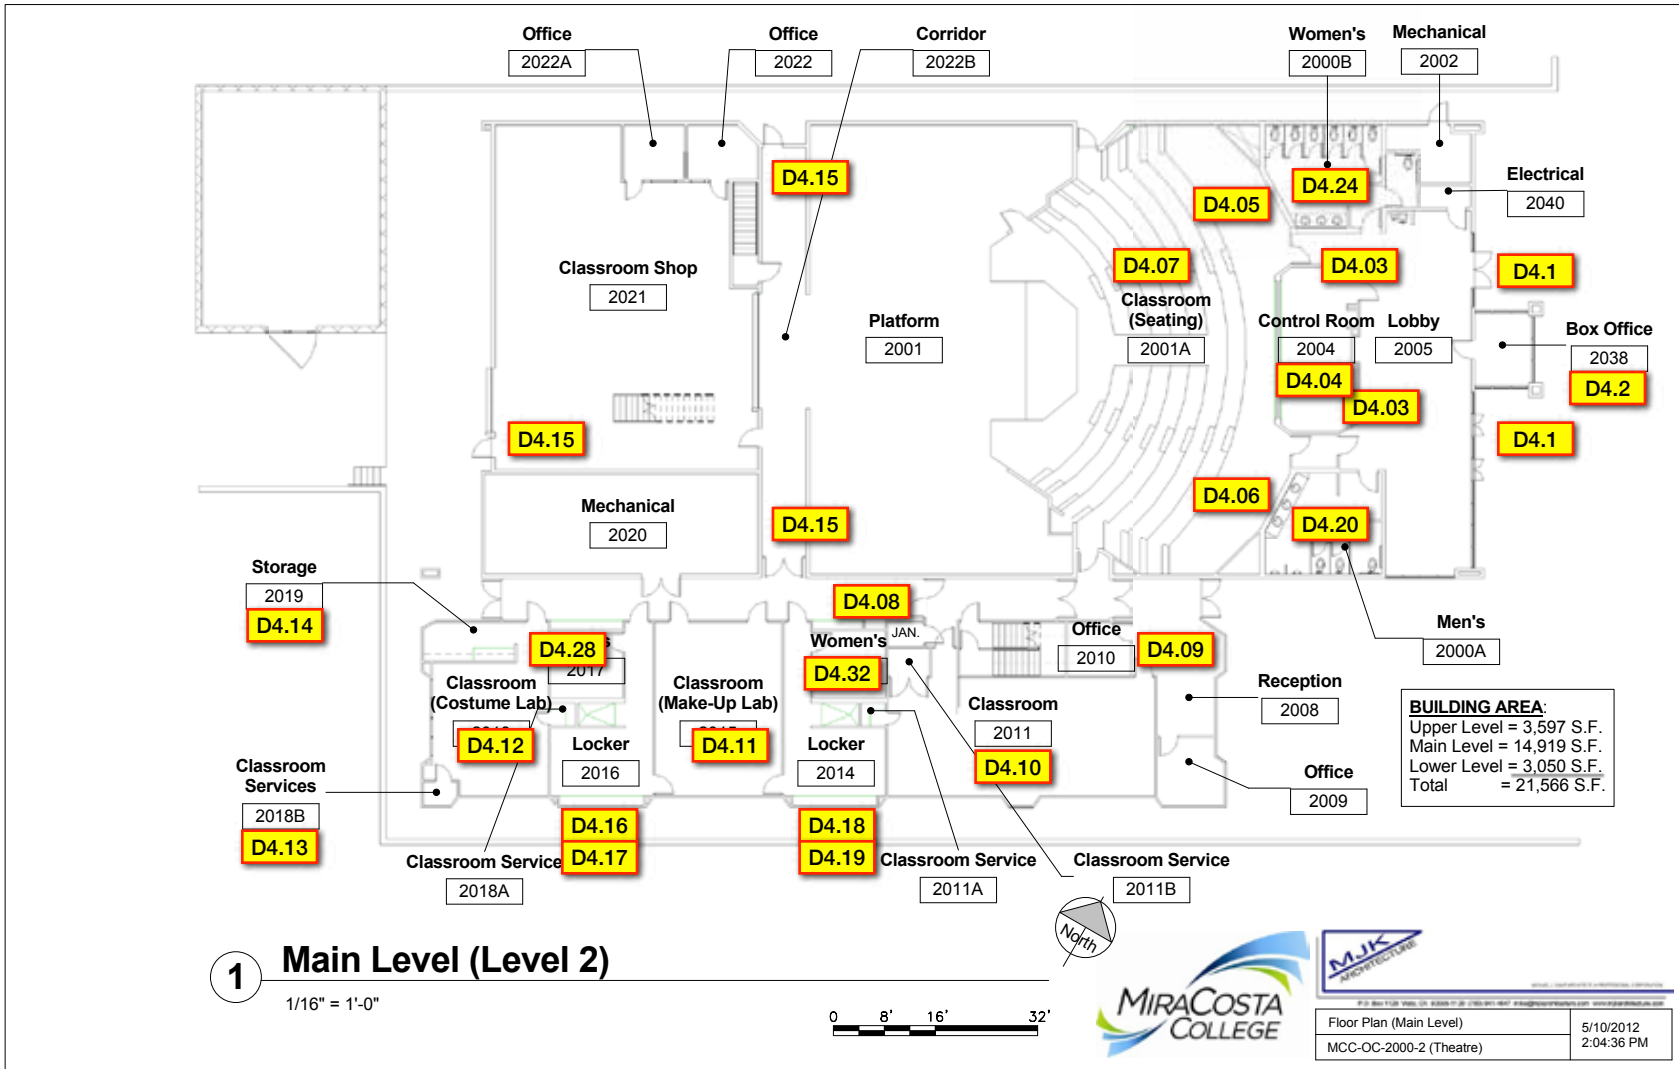 Office
2022A
Office
2022
Corridor
2022B
Women's
2000B
Mechanical
2002
D4.15
D4.24
Electrical
2040
D4.05
Classroom Shop
2021
D4.07
D4.03
D4.1
Classroom
(Seating)
2001A
Platform
2001
Control Room
2004
Lobby
2005
Box Office
2038
D4.2
D4.04
D4.03
D4.15
D4.1
Mechanical
2020
D4.06
D4.15
D4.20
Storage
2019
D4.14
D4.08
Men's
2000A
D4.28
2017
Women's
JAN.
D4.32
Office
2010
D4.09
Classroom
(Costume Lab)
D4.12
Classroom
(Make-Up Lab)
D4.11
Classroom
2011
D4.10
Reception
2008
BUILDING AREA:
Upper Level = 3,597 S.F.
Main Level = 14,919 S.F.
Lower Level = 3,050 S.F.
Total = 21,566 S.F.
Locker
2016
Locker
2014
Office
2009
Classroom
Services
2018B
D4.13
D4.16
D4.17
D4.18
D4.19
Classroom Service
2018A
Classroom Service
2011A
Classroom Service
2011B
North
1
Main Level (Level 2)
1/16" = 1'-0"
0 8' 16' 32'
MIRACOSTA
COLLEGE
MJK
ARCHITECTURE
Floor Plan (Main Level)
MCC-OC-2000-2 (Theatre)
5/10/2012
2:04:36 PM